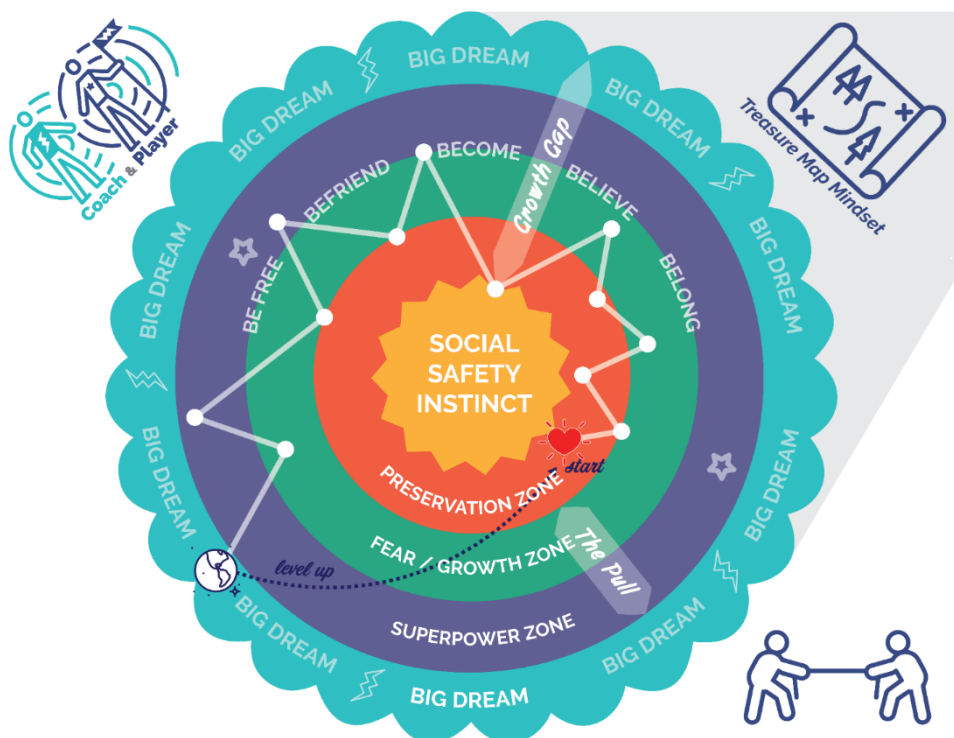 BIG DREAM
BIG DREAM
BIG DREAM
BIG DREAM
BIG DREAM
BIG DREAM
BIG DREAM
BIG DREAM
BIG DREAM
BIG DREAM
BIG DREAM
BIG DREAM
Coach & Player
Treasure Map Mindset
Growth Gap
BE FREE
BEFRIEND
BECOME
BELIEVE
BELONG
SOCIAL
SAFETY
INSTINCT
start
PRESERVATION ZONE
FEAR / GROWTH ZONE
The Pull
level up
SUPERPOWER ZONE